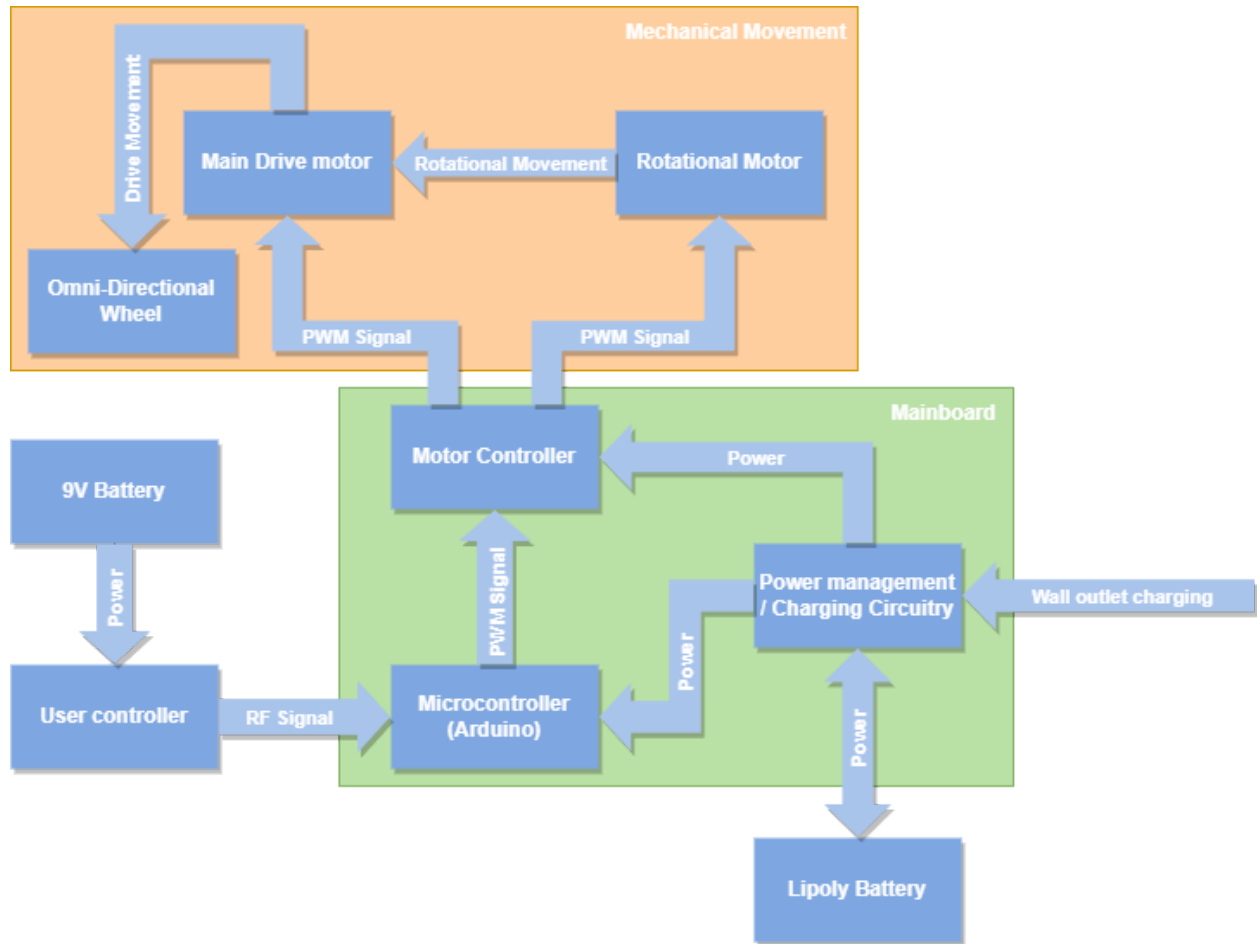 Mechanical Movement
Drive Movement
Main Drive motor
Rotational Movement
Rotational Motor
Omni-Directional
Wheel
PWM Signal
PWM Signal
Mainboard
Motor Controller
Power
9V Battery
Power
PWM Signal
Power management
/ Charging Circuitry
Wall outlet charging
Power
User controller
RF Signal
Microcontroller
(Arduino)
Power
Lipoly Battery